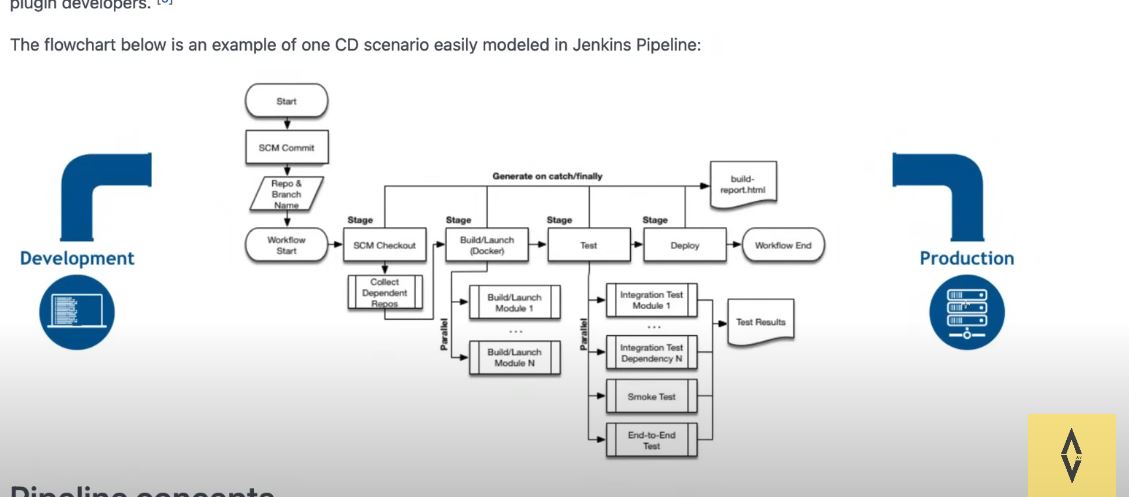 plugin developers. [6]
The flowchart below is an example of one CD scenario easily modeled in Jenkins Pipeline:
Start
SCM Commit
Repo &
Branch
Name
Workflow
Start
Generate on catch/finally
build-
report.html
Stage
SCM Checkout
Collect
Dependent
Repos
Stage
Build/Launch
(Docker)
Parallel
Build/Launch
Module 1
...
Build/Launch
Module N
Stage
Test
Parallel
Integration Test
Module 1
...
Integration Test
Dependency N
Smoke Test
End-to-End
Test
Test Results
Stage
Deploy
Workflow End
Development
Production
Pipeline concepts